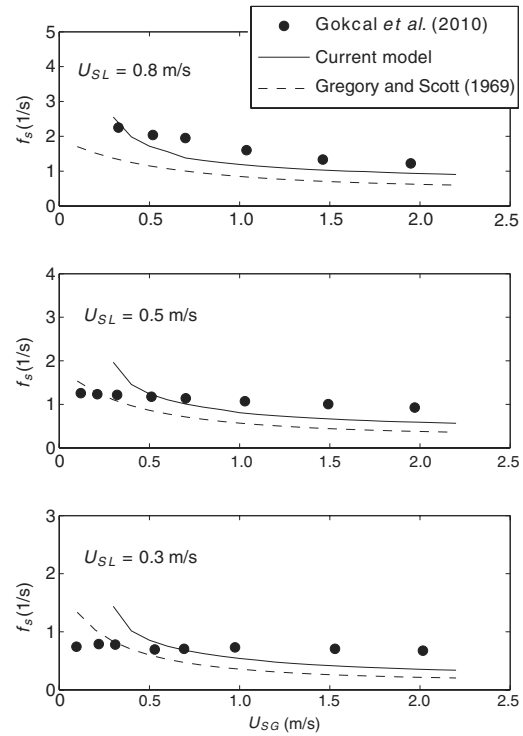 Gokcal et al. (2010)
Current model
Gregory and Scott (1969)
5
4
3
2
1
0
f_s (1/s)
U_SL = 0.8 m/s
0 0.5 1.0 1.5 2.0 2.5
4
3
2
1
0
f_s (1/s)
U_SL = 0.5 m/s
0 0.5 1.0 1.5 2.0 2.5
3
2
1
0
f_s (1/s)
U_SL = 0.3 m/s
0 0.5 1.0 1.5 2.0 2.5
U_SG (m/s)